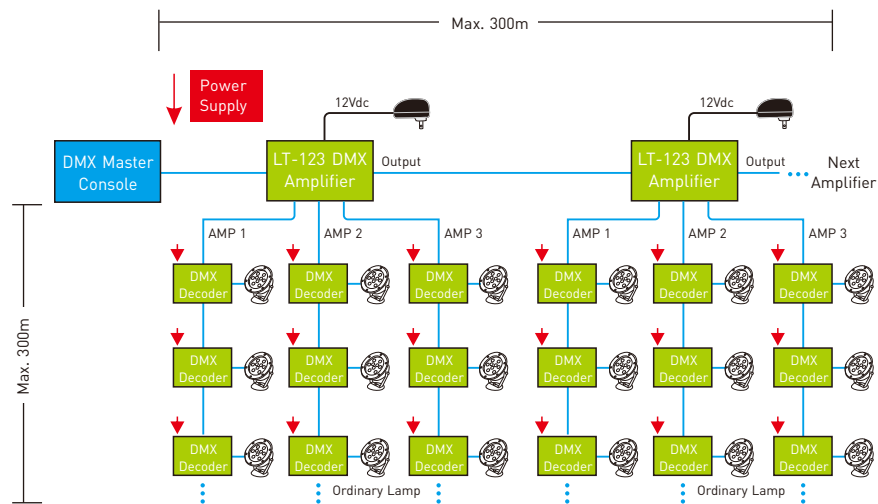 Max. 300m
Power
Supply
12Vdc
12Vdc
DMX Master
Console
LT-123 DMX
Amplifier
Output
LT-123 DMX
Amplifier
Output
Next
Amplifier
Max. 300m
AMP 1
AMP 2
AMP 3
AMP 1
AMP 2
AMP 3
DMX
Decoder
DMX
Decoder
DMX
Decoder
DMX
Decoder
DMX
Decoder
DMX
Decoder
DMX
Decoder
DMX
Decoder
DMX
Decoder
DMX
Decoder
DMX
Decoder
DMX
Decoder
DMX
Decoder
DMX
Decoder
DMX
Decoder
DMX
Decoder
DMX
Decoder
DMX
Decoder
Ordinary Lamp
Ordinary Lamp